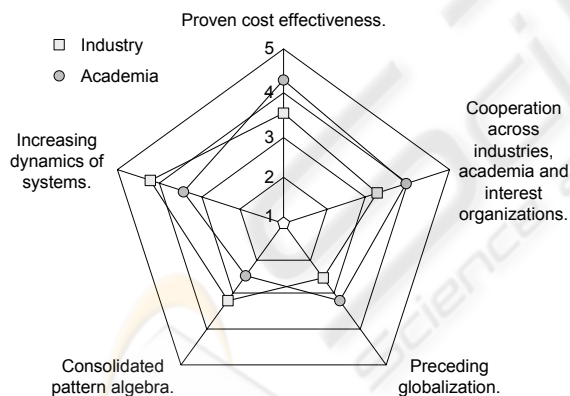 Proven cost effectiveness.
Industry
Academia
5
4
3
2
1
Increasing
dynamics of
systems.
Cooperation
across
industries,
academia and
interest
organizations.
Consolidated
pattern algebra.
Preceding
globalization.
Science